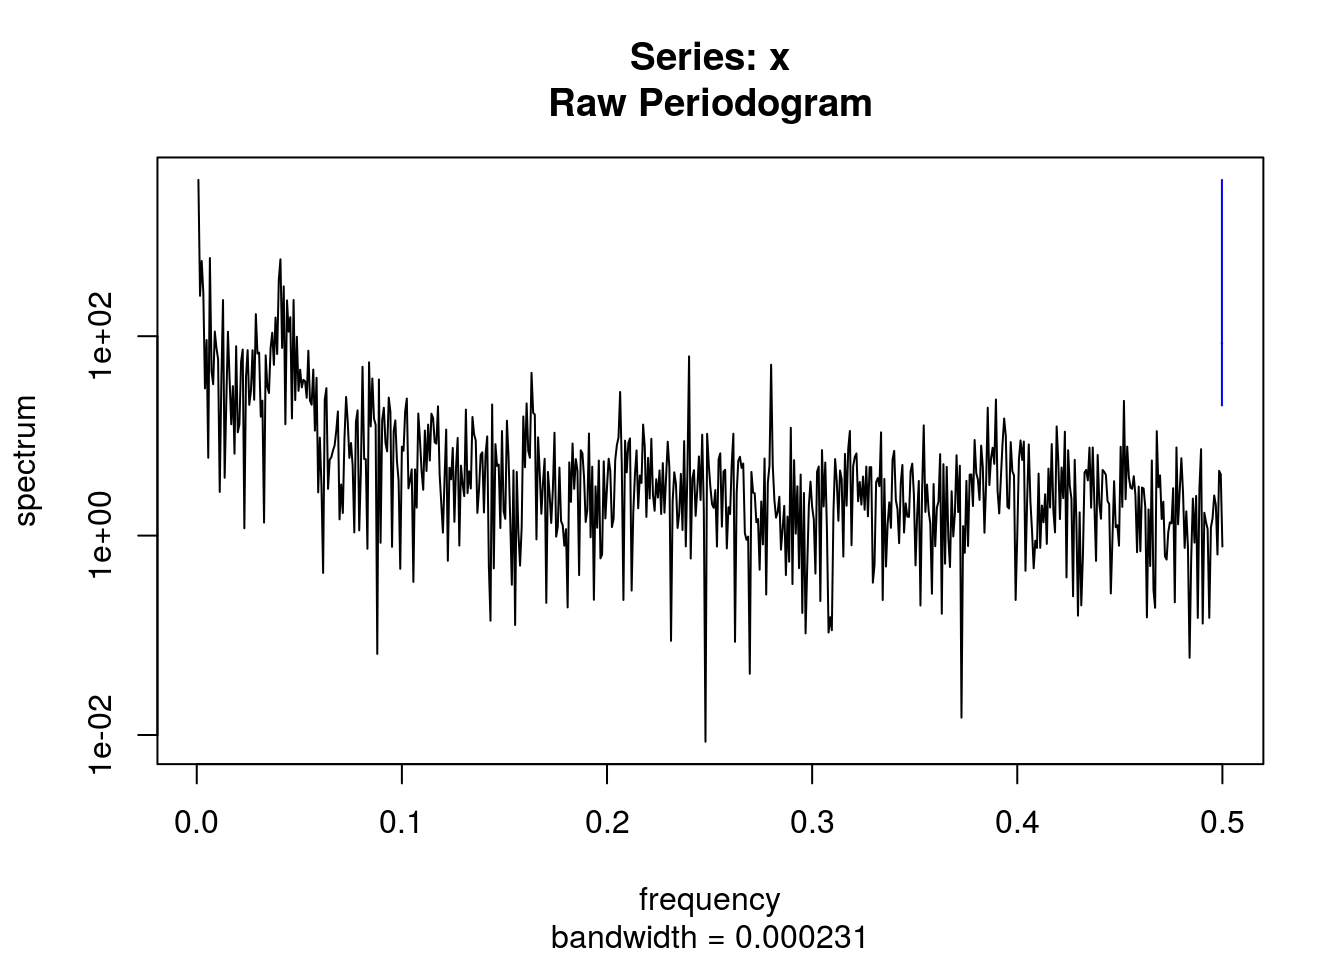 Series: x
Raw Periodogram
spectrum
1e+02
1e+00
1e-02
0.0 0.1 0.2 0.3 0.4 0.5
frequency
bandwidth = 0.000231